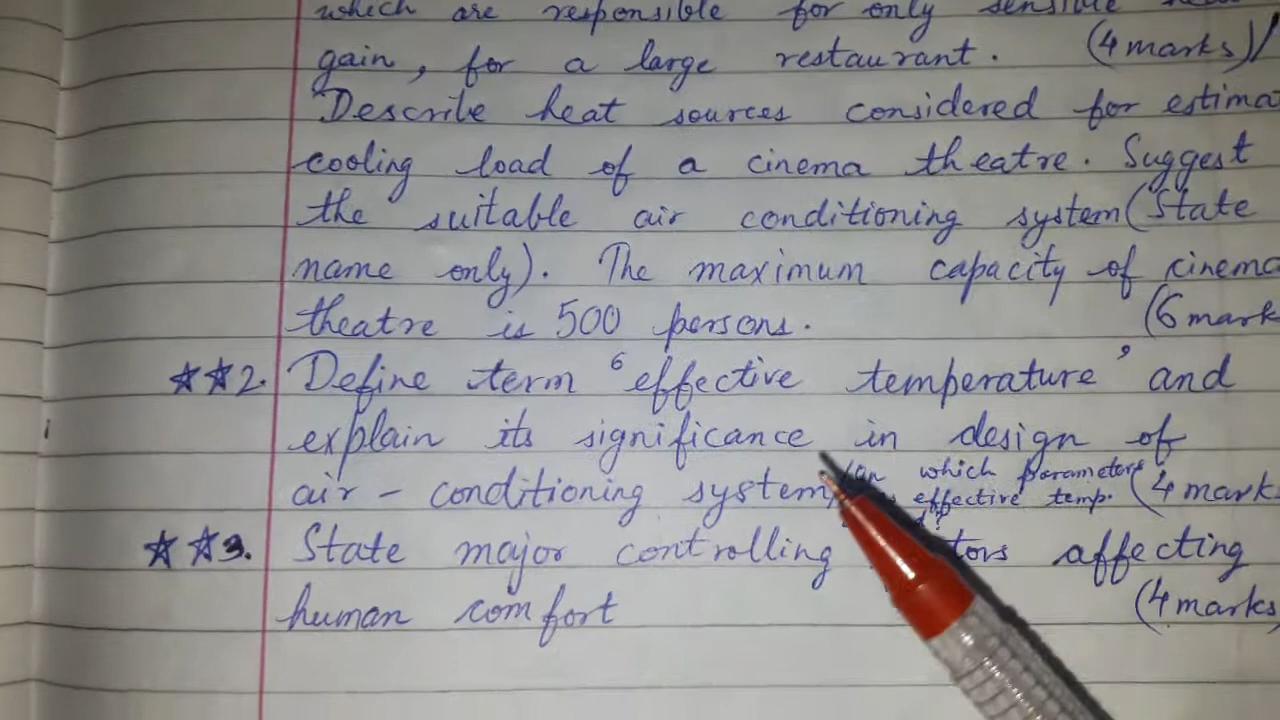 which are responsible for only sensible
gain, for a large restaurant. (4 marks)/
Describe heat sources considered for estima
cooling load of a cinema theatre. Suggest
the suitable air conditioning system (State
name only). The maximum capacity of cinema
theatre is 500 persons. (6 mark
☆☆2. Define term 'effective temperature' and
explain its significance in design of
air-conditioning system/on which parameters (4 mark
effective temp.
☆☆3. State major controlling tors affecting
human comfort (4 marks